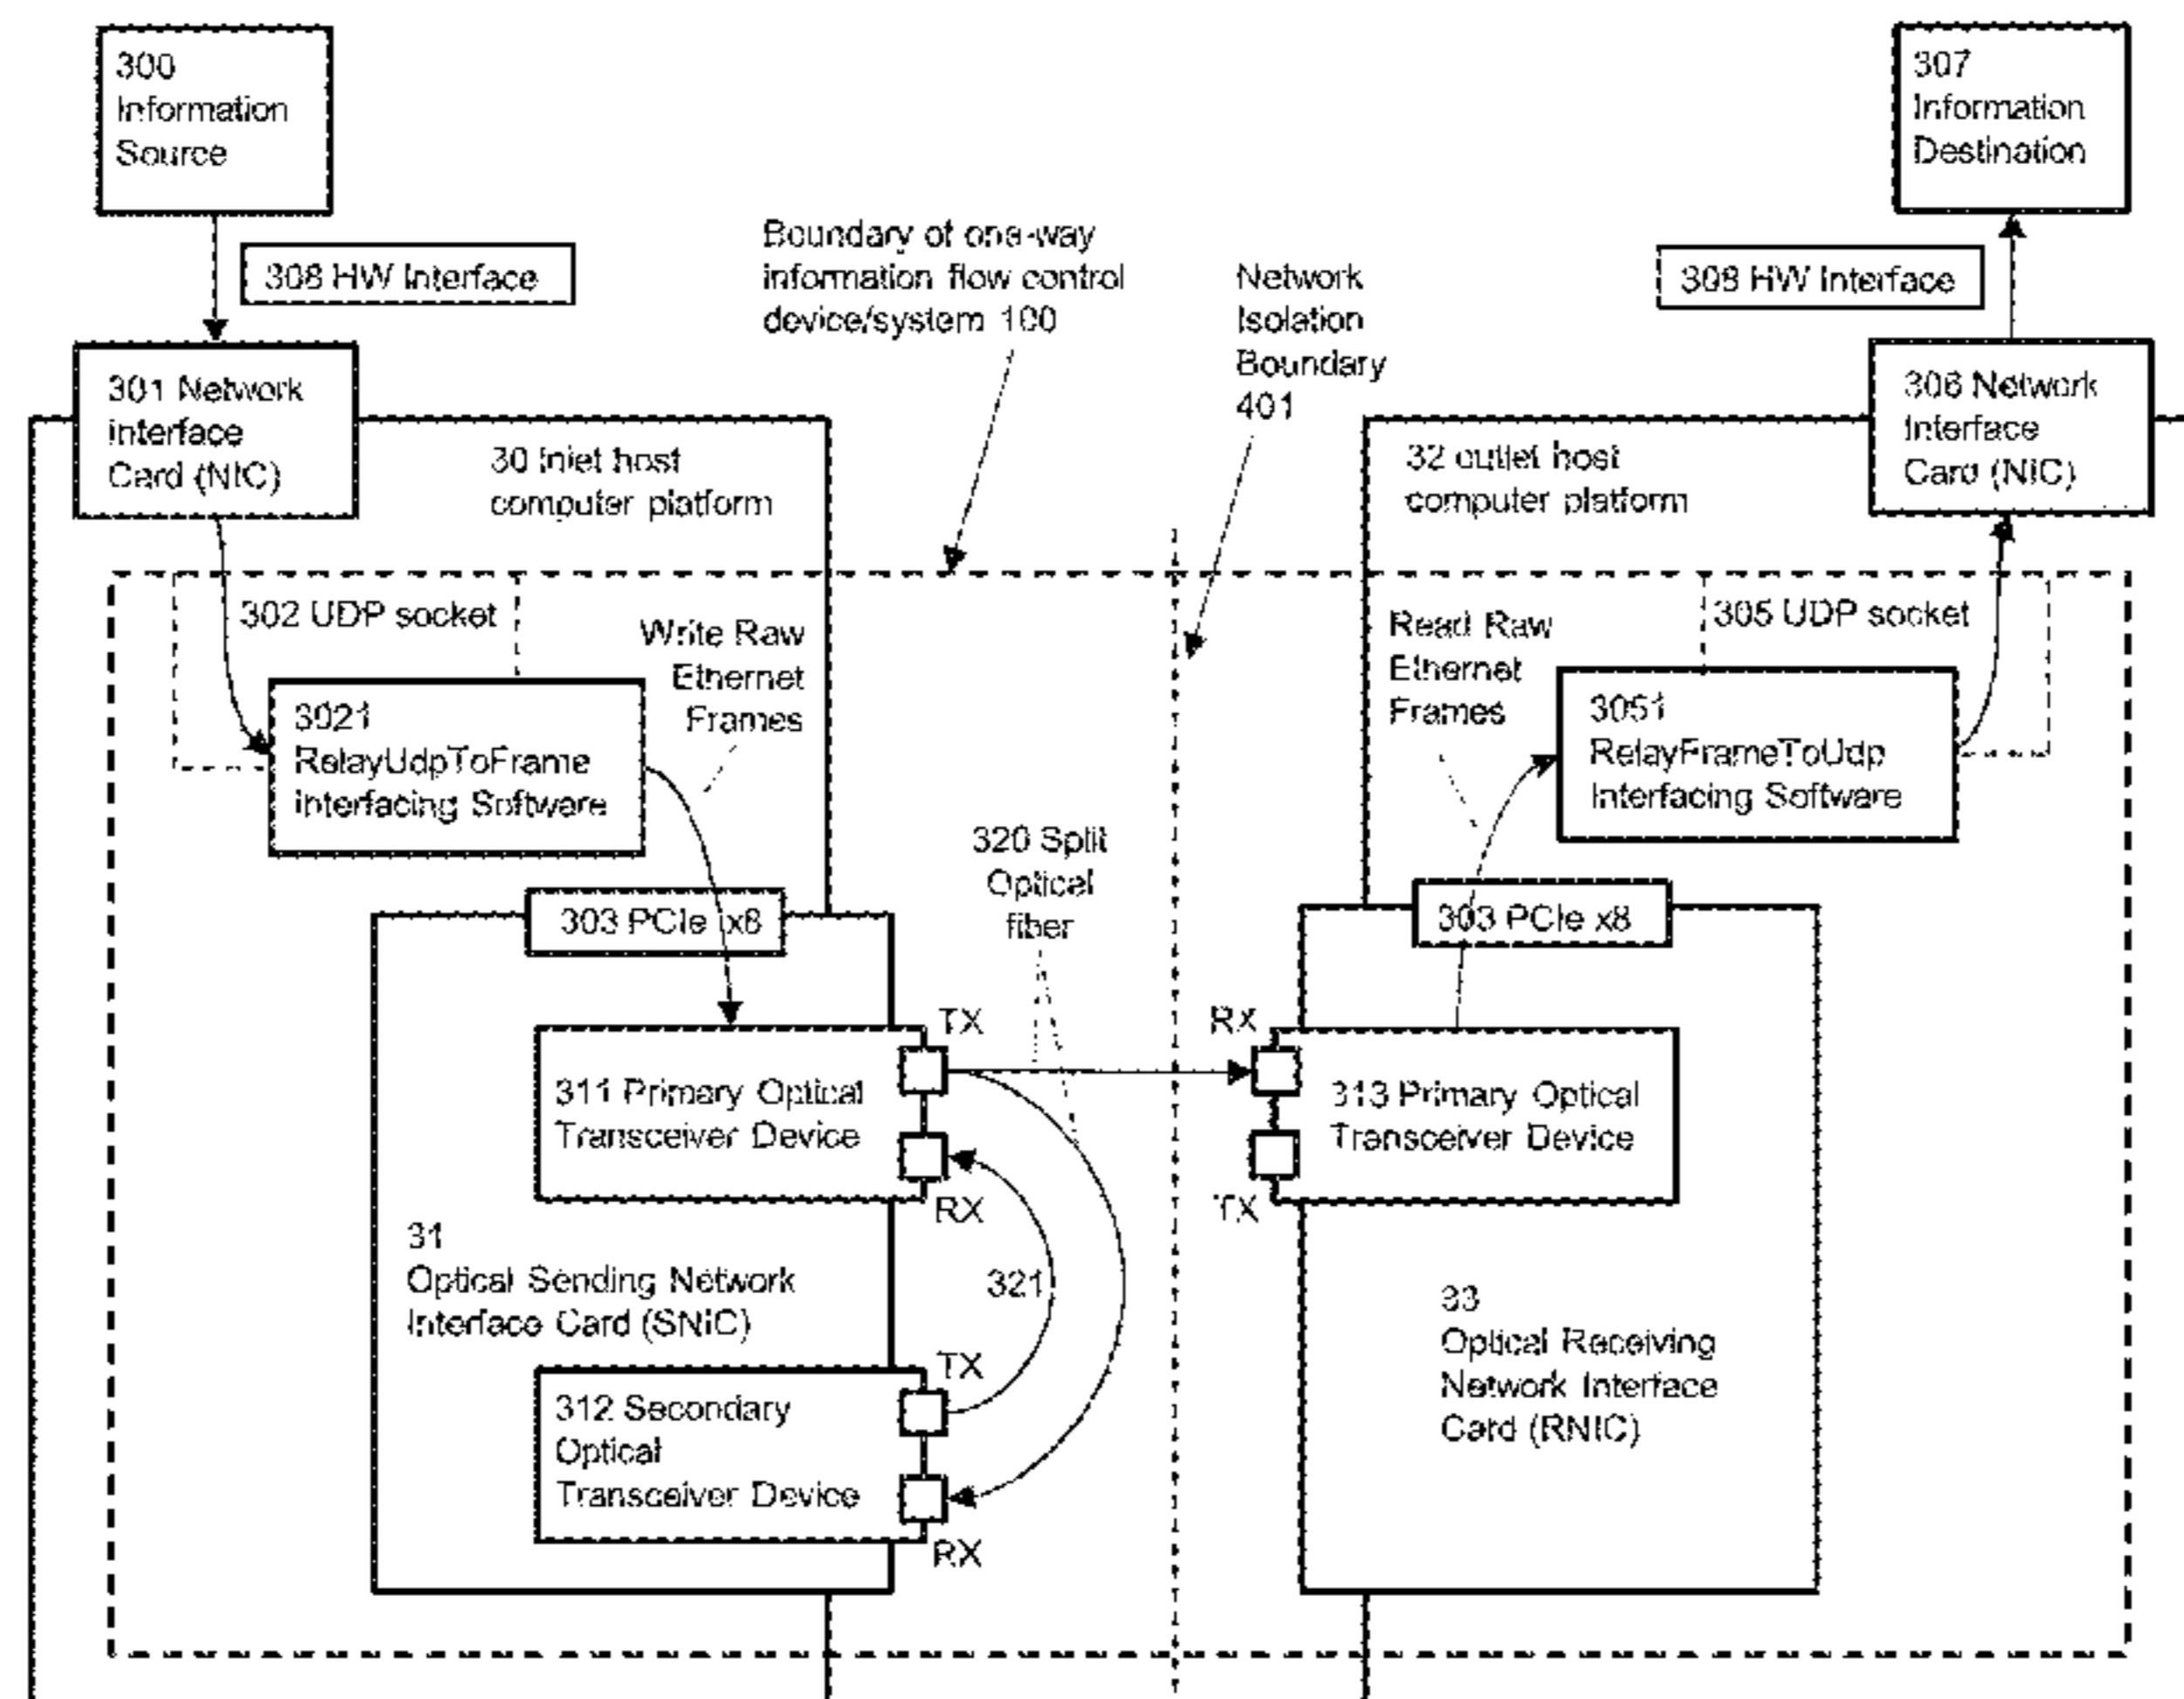 300
Information
Source
307
Information
Destination
308 HW Interface
Boundary of one-way
information flow control
device/system 100
Network
Isolation
Boundary
401
308 HW Interface
301 Network
Interface
Card (NIC)
30 Inlet host
computer platform
32 outlet host
computer platform
306 Network
Interface
Card (NIC)
302 UDP socket
Write Raw
Ethernet
Frames
Read Raw
Ethernet
Frames
305 UDP socket
3021
RelayUdpToFrame
Interfacing Software
3051
RelayFrameToUdp
Interfacing Software
320 Split
Optical
fiber
303 PCIe x8
303 PCIe x8
TX
RX
311 Primary Optical
Transceiver Device
313 Primary Optical
Transceiver Device
RX
TX
31
Optical Sending Network
Interface Card (SNIC)
321
33
Optical Receiving
Network Interface
Card (RNIC)
TX
312 Secondary
Optical
Transceiver Device
RX